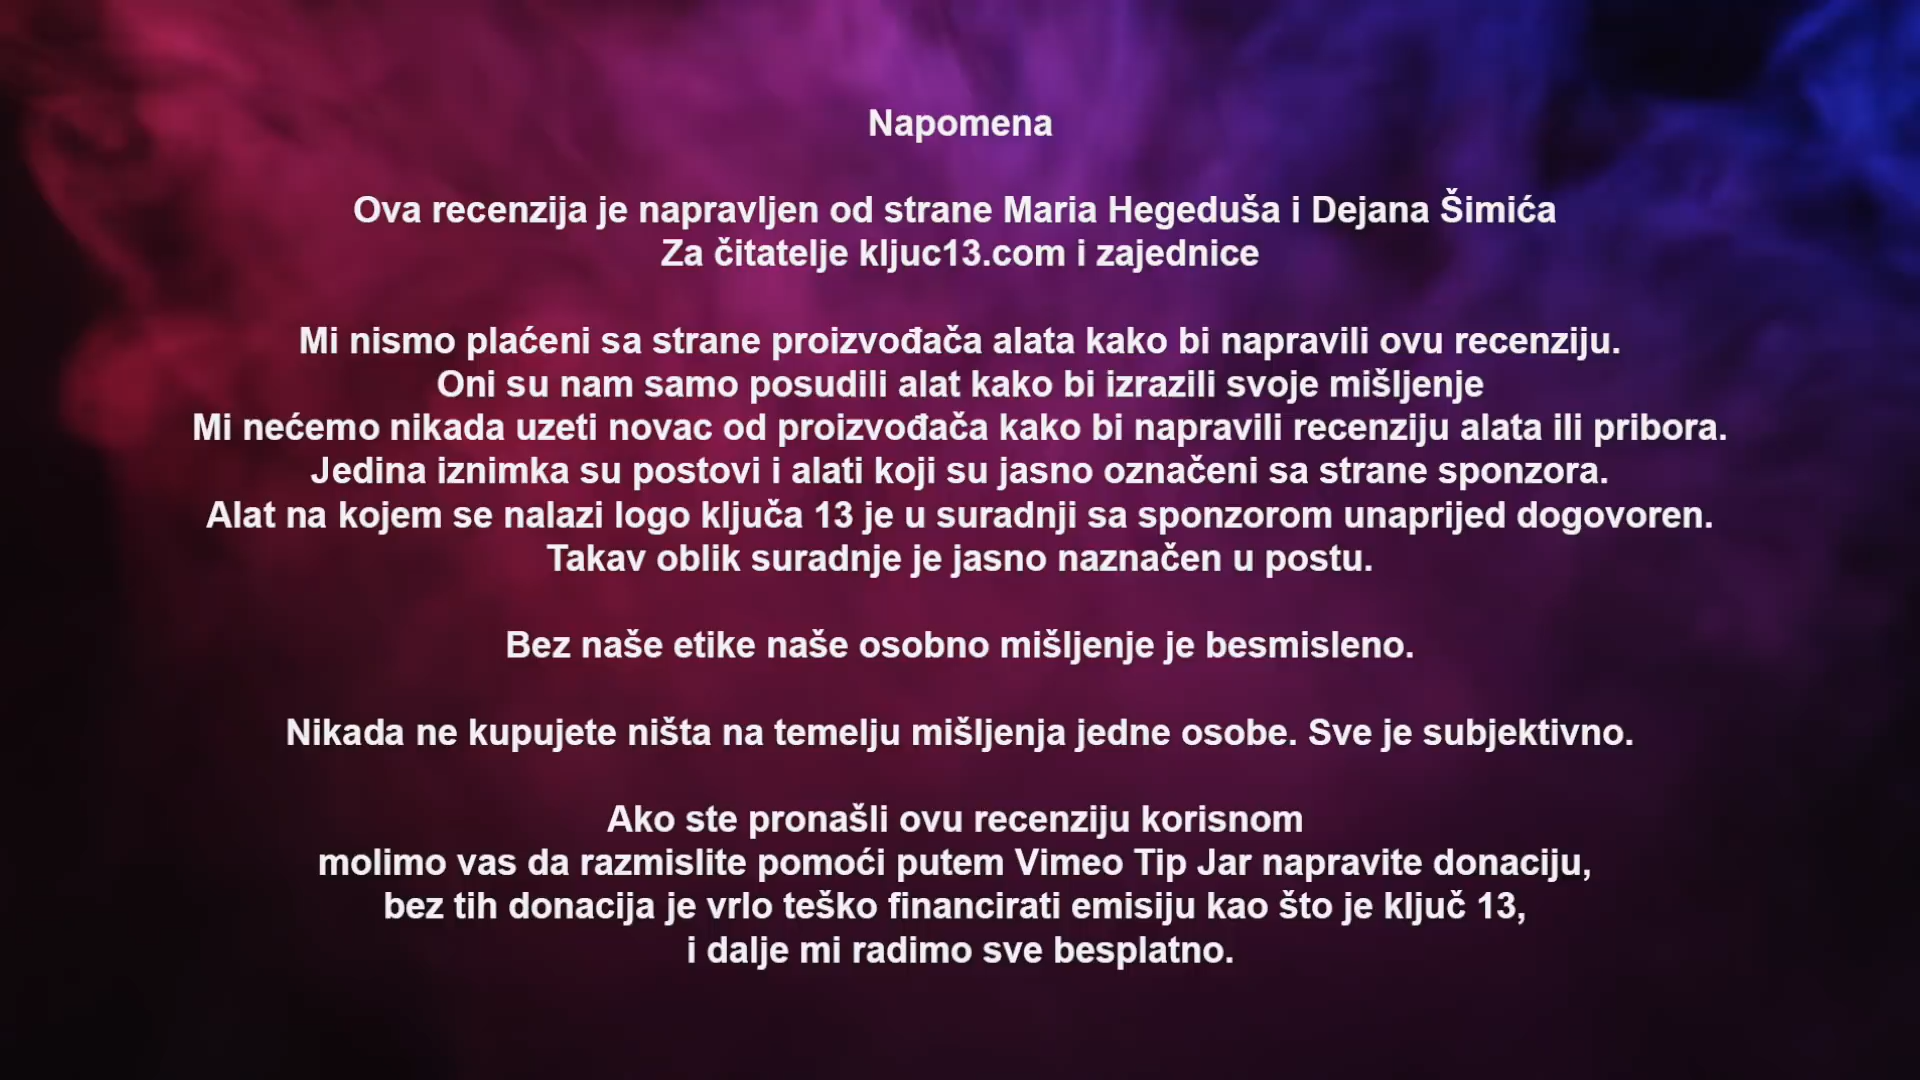 Napomena
Ova recenzija je napravljen od strane Maria Hegeduša i Dejana Šimića
Za čitatelje kljuc13.com i zajednice
Mi nismo plaćeni sa strane proizvođača alata kako bi napravili ovu recenziju.
Oni su nam samo posudili alat kako bi izrazili svoje mišljenje
Mi nećemo nikada uzeti novac od proizvođača kako bi napravili recenziju alata ili pribora.
Jedina iznimka su postovi i alati koji su jasno označeni sa strane sponzora.
Alat na kojem se nalazi logo ključa 13 je u suradnji sa sponzorom unaprijed dogovoren.
Takav oblik suradnje je jasno naznačen u postu.
Bez naše etike naše osobno mišljenje je besmisleno.
Nikada ne kupujete ništa na temelju mišljenja jedne osobe. Sve je subjektivno.
Ako ste pronašli ovu recenziju korisnom
molimo vas da razmislite pomoći putem Vimeo Tip Jar napravite donaciju,
bez tih donacija je vrlo teško financirati emisiju kao što je ključ 13,
i dalje mi radimo sve besplatno.